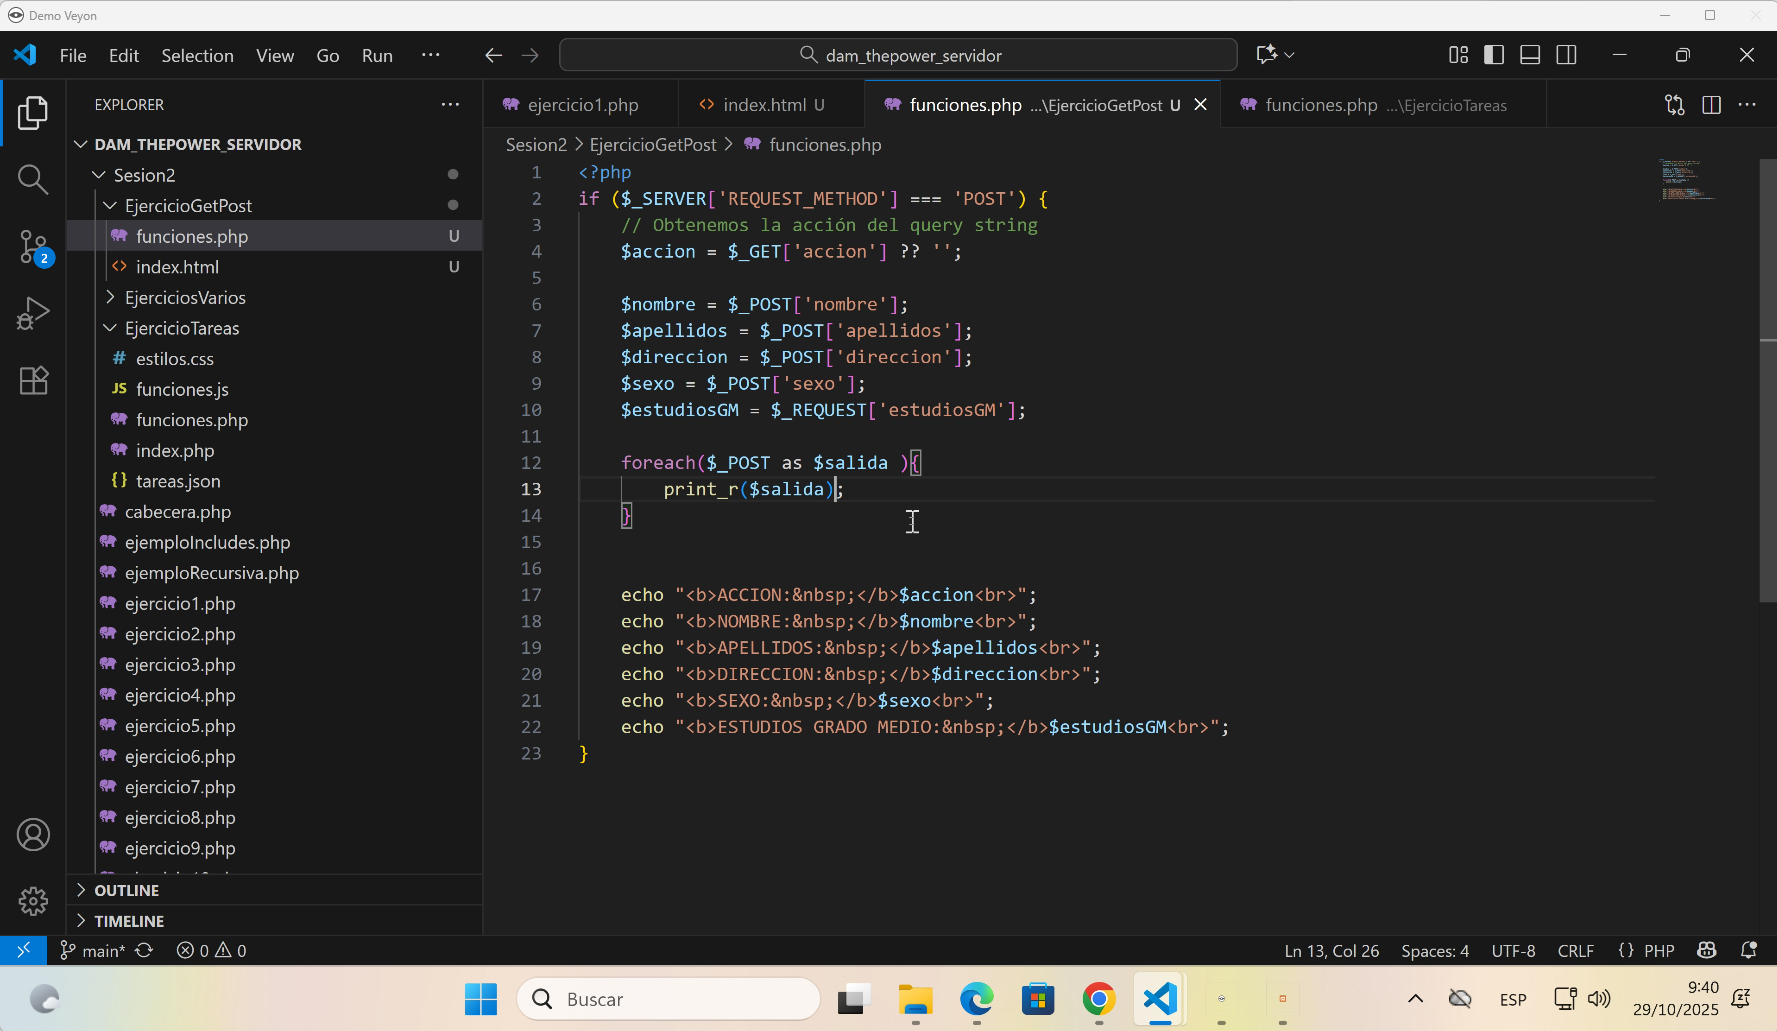 Demo Veyon
File Edit Selection View Go Run ··· dam_thepower_servidor
EXPLORER
DAM_THEPOWER_SERVIDOR
Sesion2
EjercicioGetPost
funciones.php U
index.html U
EjerciciosVarios
EjercicioTareas
# estilos.css
JS funciones.js
funciones.php
index.php
{} tareas.json
cabecera.php
ejemploIncludes.php
ejemploRecursiva.php
ejercicio1.php
ejercicio2.php
ejercicio3.php
ejercicio4.php
ejercicio5.php
ejercicio6.php
ejercicio7.php
ejercicio8.php
ejercicio9.php
OUTLINE
TIMELINE
ejercicio1.php index.html U funciones.php ...\EjercicioGetPost U funciones.php ...\EjercicioTareas
Sesion2 > EjercicioGetPost > funciones.php
1 <?php
2 if ($_SERVER['REQUEST_METHOD'] === 'POST') {
3 // Obtenemos la acción del query string
4 $accion = $_GET['accion'] ?? '';
5
6 $nombre = $_POST['nombre'];
7 $apellidos = $_POST['apellidos'];
8 $direccion = $_POST['direccion'];
9 $sexo = $_POST['sexo'];
10 $estudiosGM = $_REQUEST['estudiosGM'];
11
12 foreach($_POST as $salida ){
13 print_r($salida);
14 }
15
16
17 echo "<b>ACCION:&nbsp;</b>$accion<br>";
18 echo "<b>NOMBRE:&nbsp;</b>$nombre<br>";
19 echo "<b>APELLIDOS:&nbsp;</b>$apellidos<br>";
20 echo "<b>DIRECCION:&nbsp;</b>$direccion<br>";
21 echo "<b>SEXO:&nbsp;</b>$sexo<br>";
22 echo "<b>ESTUDIOS GRADO MEDIO:&nbsp;</b>$estudiosGM<br>";
23 }
2
main* 0 0 Ln 13, Col 26 Spaces: 4 UTF-8 CRLF {} PHP
Buscar
ESP
9:40
29/10/2025